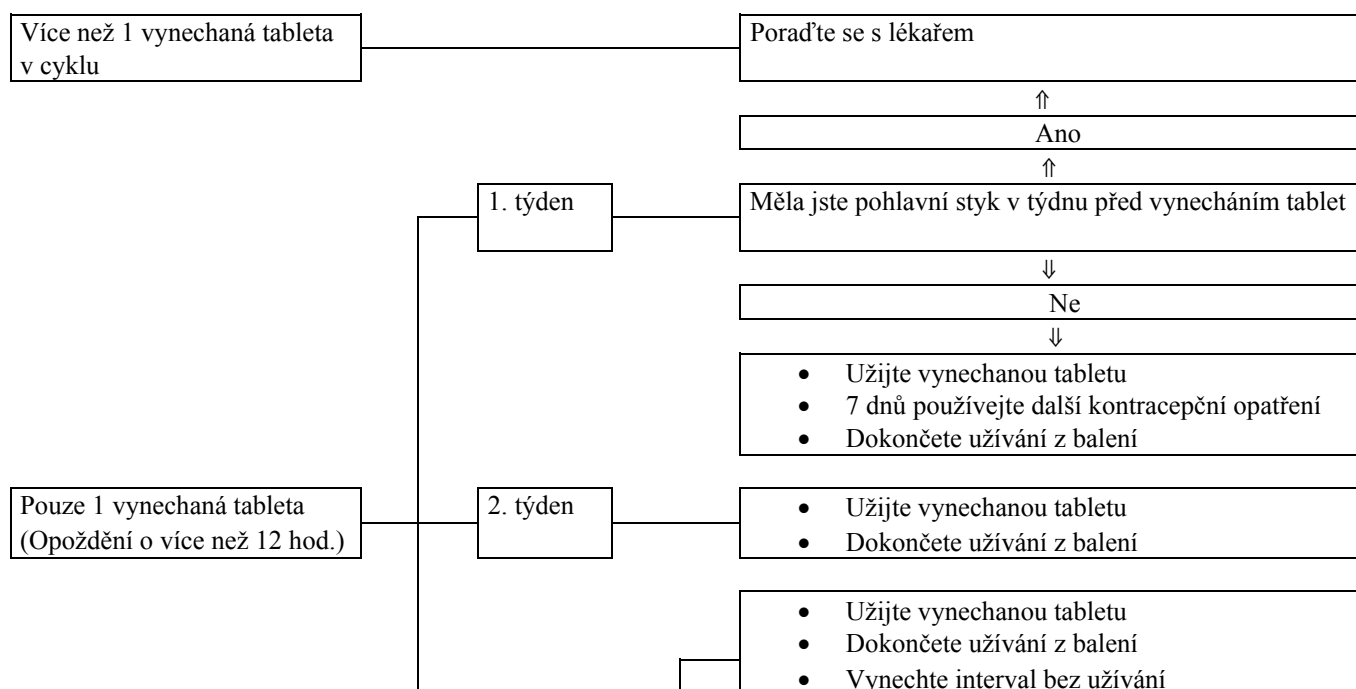 Více než 1 vynechaná tableta
v cyklu
Poraďte se s lékařem
⇑
Ano
⇑
1. týden
Měla jste pohlavní styk v týdnu před vynecháním tablet
⇓
Ne
⇓
• Užijte vynechanou tabletu
• 7 dnů používejte další kontracepční opatření
• Dokončete užívání z balení
Pouze 1 vynechaná tableta
(Opoždění o více než 12 hod.)
2. týden
• Užijte vynechanou tabletu
• Dokončete užívání z balení
• Užijte vynechanou tabletu
• Dokončete užívání z balení
• Vynechte interval bez užívání